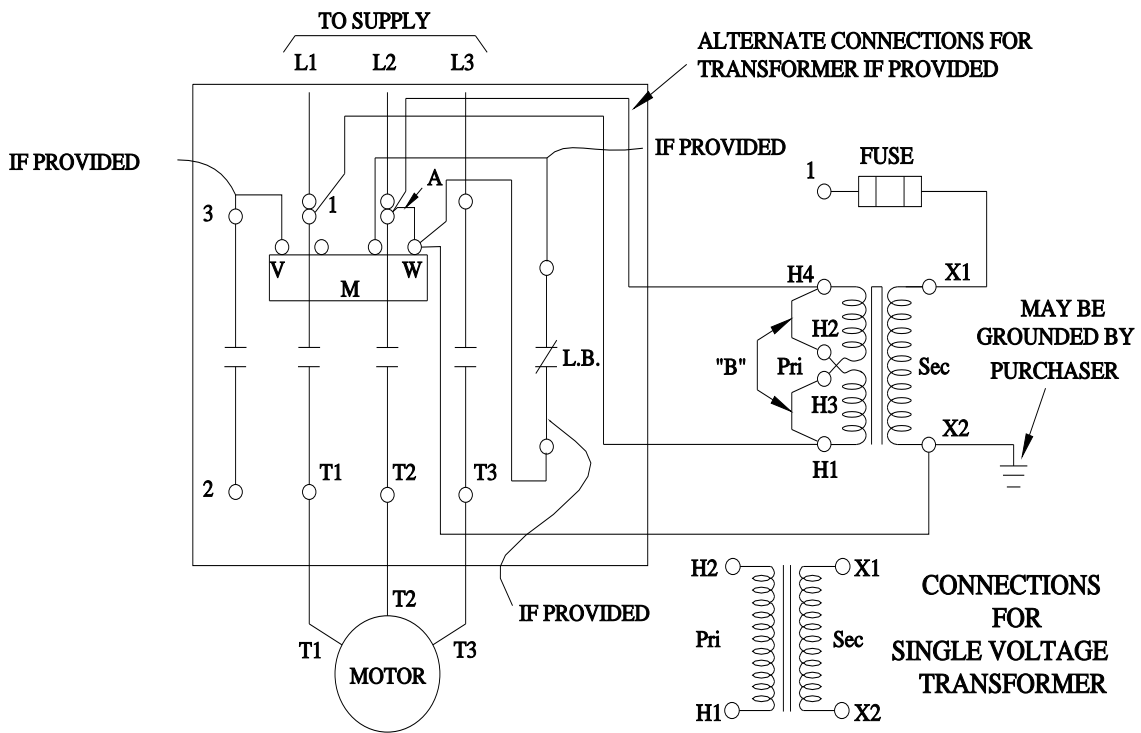 TO SUPPLY
L1 L2 L3
ALTERNATE CONNECTIONS FOR
TRANSFORMER IF PROVIDED
IF PROVIDED
IF PROVIDED
A
1
3
V
W
M
1
FUSE
H4
X1
H2
"B"
Pri
Sec
H3
H1
X2
MAY BE
GROUNDED BY
PURCHASER
L.B.
2
T1
T2
T3
IF PROVIDED
T2
T1
T3
MOTOR
H2
X1
Pri
Sec
H1
X2
CONNECTIONS
FOR
SINGLE VOLTAGE
TRANSFORMER